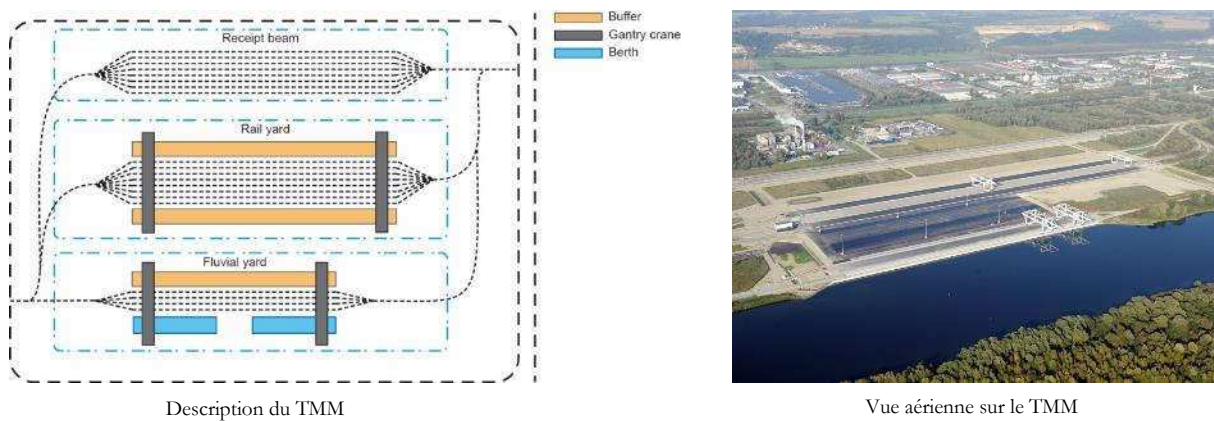 Receipt beam
Rail yard
Fluvial yard
Buffer
Gantry crane
Berth
Description du TMM
Vue aérienne sur le TMM